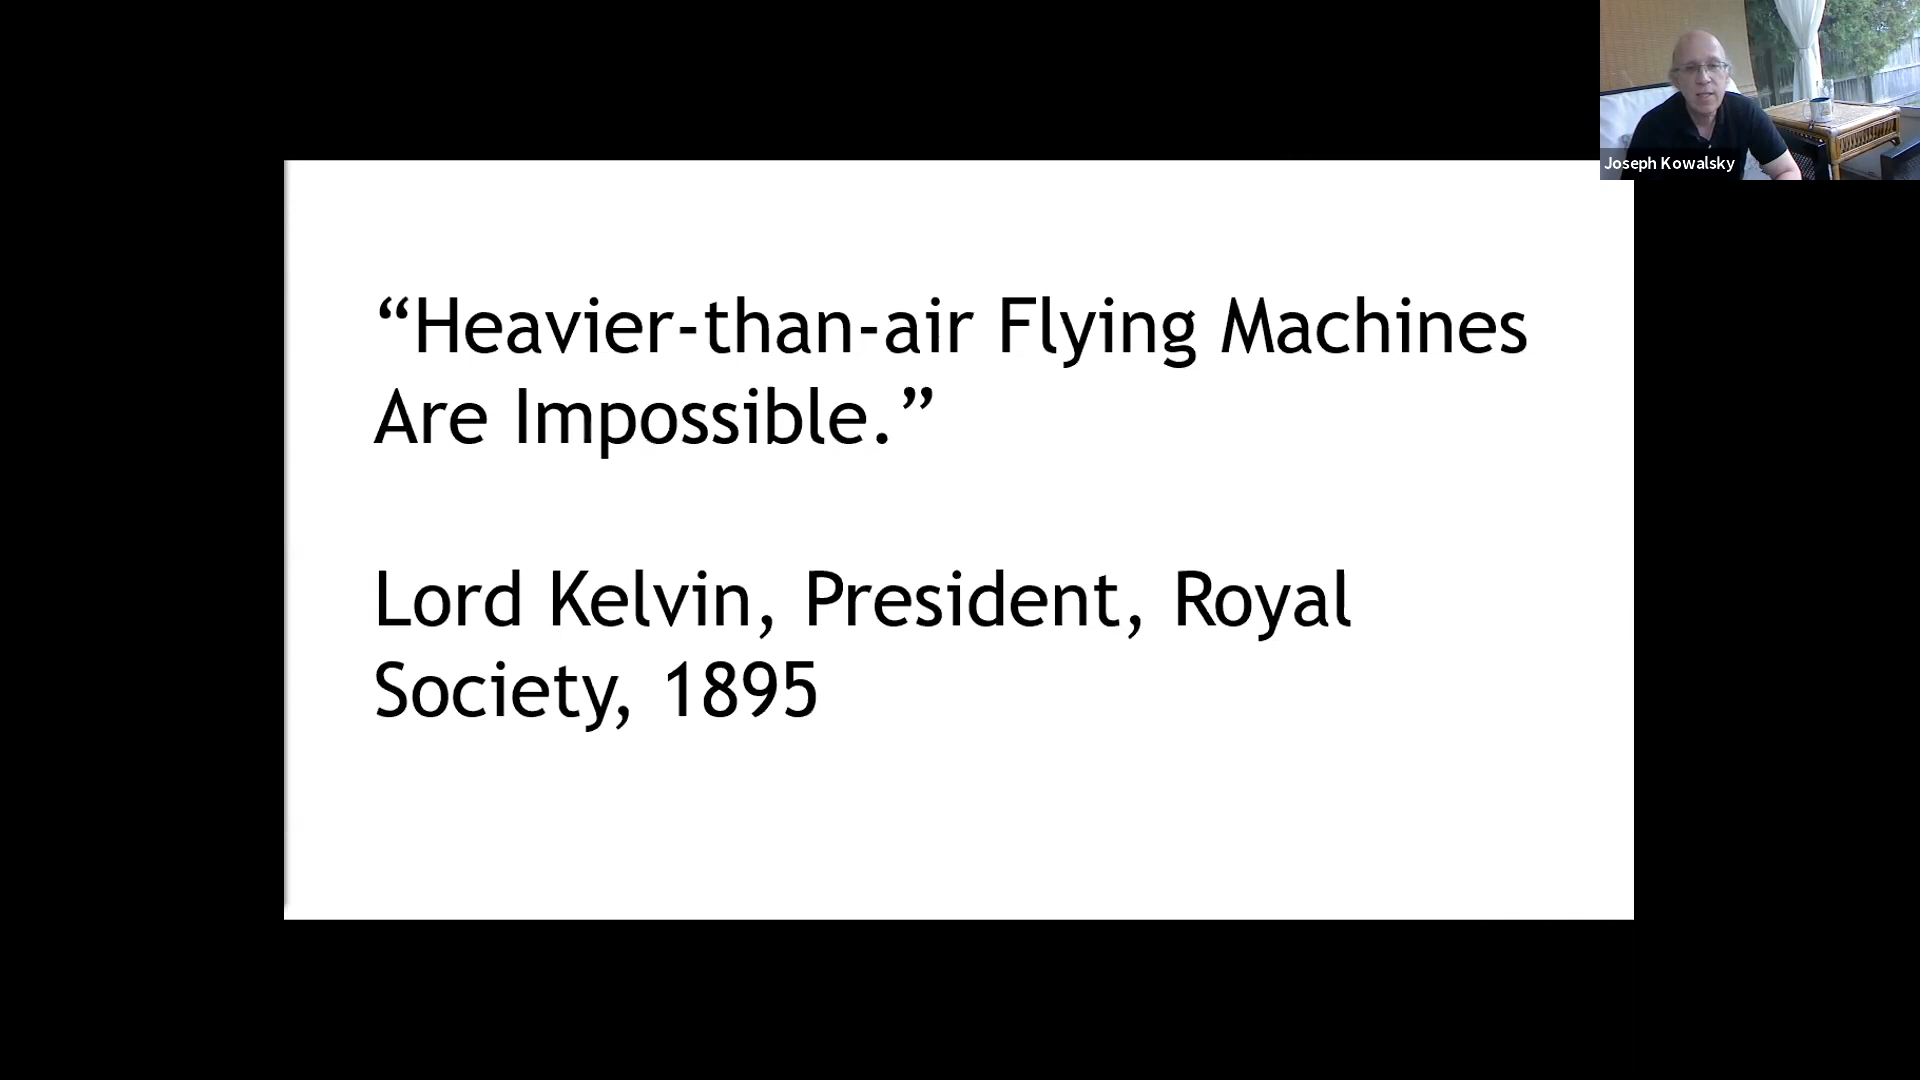 “Heavier-than-air Flying Machines
Are Impossible.”
Lord Kelvin, President, Royal
Society, 1895
Joseph Kowalsky